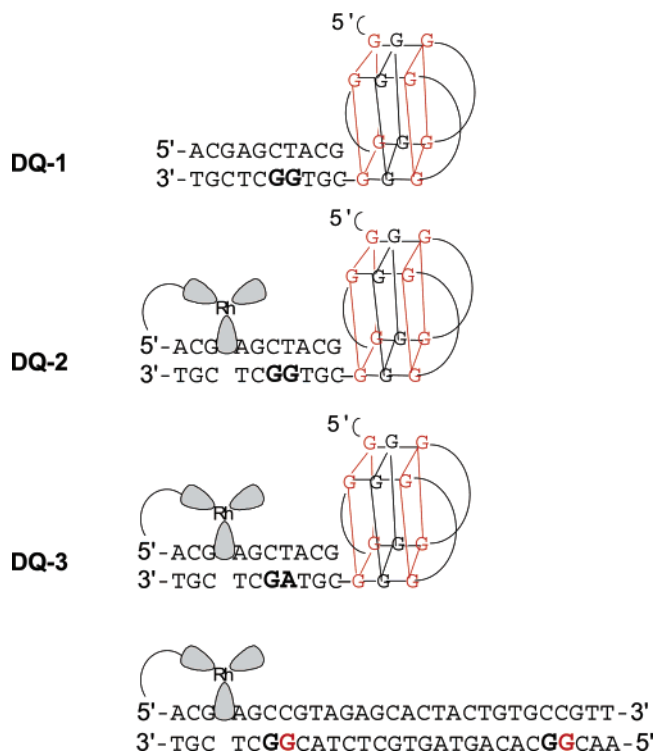 5'
G G G
G G G
5'-ACGAGCTACG G G G
DQ-1
3'-TGCTCGGTGC-G G G
5'
G G G
Rh G G G
5'-ACG AGCTACG G G G
DQ-2
3'-TGC TCGGTGC-G G G
5'
G G G
Rh G G G
5'-ACG AGCTACG G G G
DQ-3
3'-TGC TCGATGC-G G G
Rh
5'-ACG AGCCGTAGAGCACTACTGTGCCGTT-3'
3'-TGC TCGGCATCTCGTGATGACACGGCAA-5'